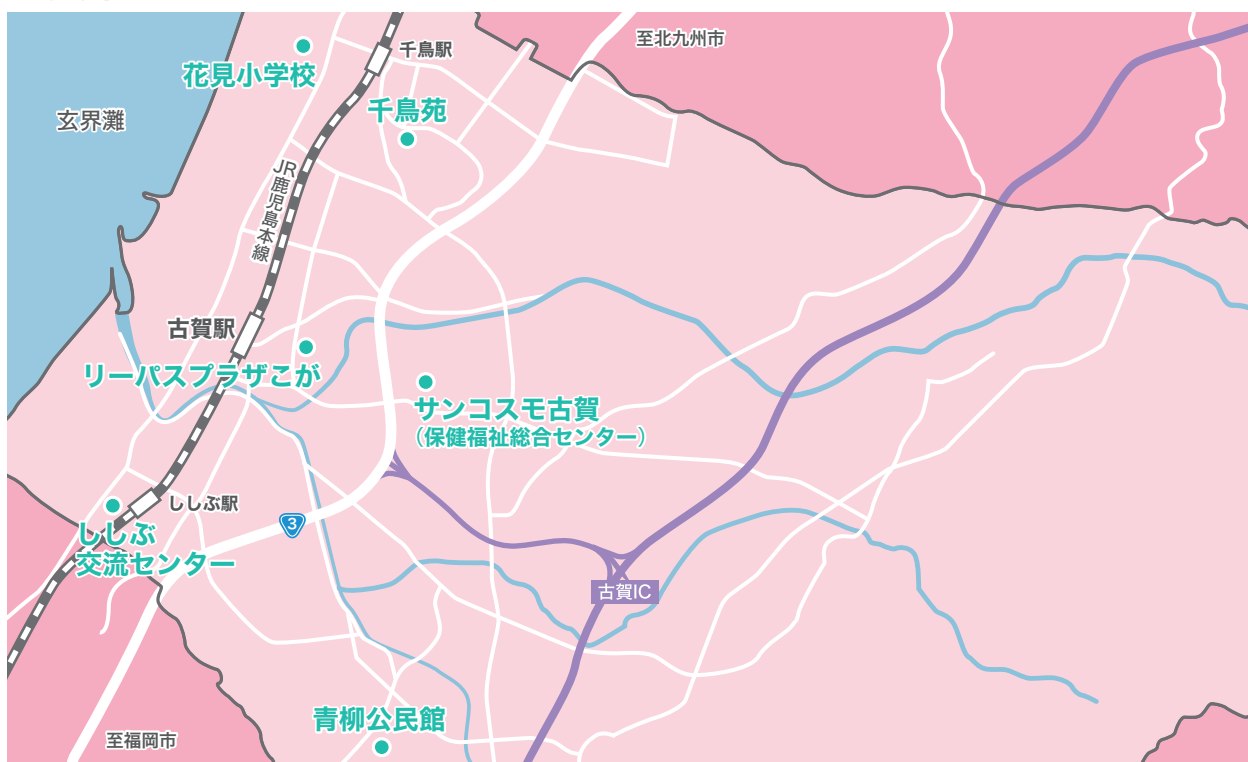 至北九州市
千鳥駅
花見小学校
千鳥苑
玄界灘
JR鹿児島本線
古賀駅
リーパスプラザこが
サンコスモ古賀
（保健福祉総合センター）
ししぶ駅
3
ししぶ
交流センター
古賀IC
青柳公民館
至福岡市